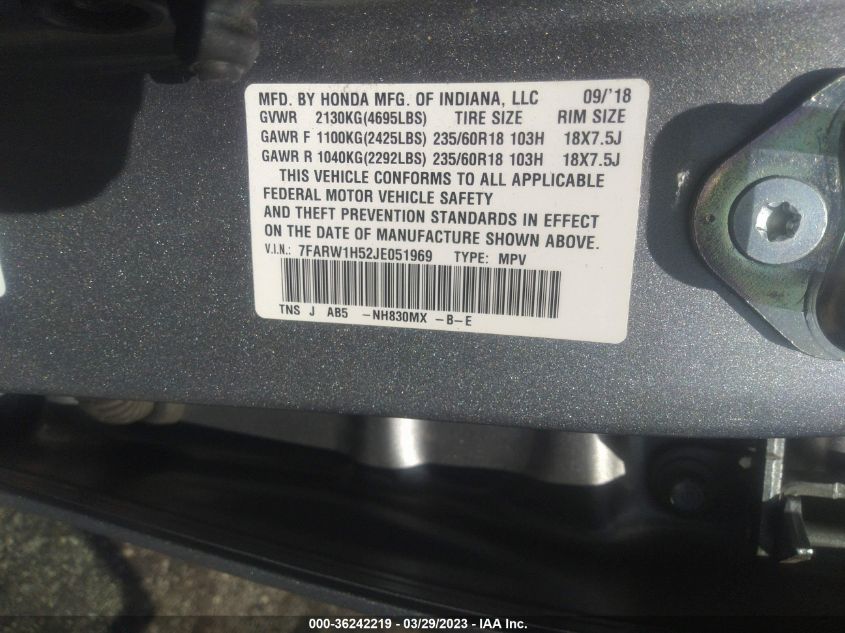 MFD. BY HONDA MFG. OF INDIANA, LLC 09/'18
GVWR 2130KG(4695LBS) TIRE SIZE RIM SIZE
GAWR F 1100KG(2425LBS) 235/60R18 103H 18X7.5J
GAWR R 1040KG(2292LBS) 235/60R18 103H 18X7.5J
THIS VEHICLE CONFORMS TO ALL APPLICABLE
FEDERAL MOTOR VEHICLE SAFETY
AND THEFT PREVENTION STANDARDS IN EFFECT
ON THE DATE OF MANUFACTURE SHOWN ABOVE.
V.I.N.: 7FARW1H52JE051969 TYPE: MPV
TNS J AB5 -NH830MX -B-E
000-36242219 - 03/29/2023 - IAA Inc.